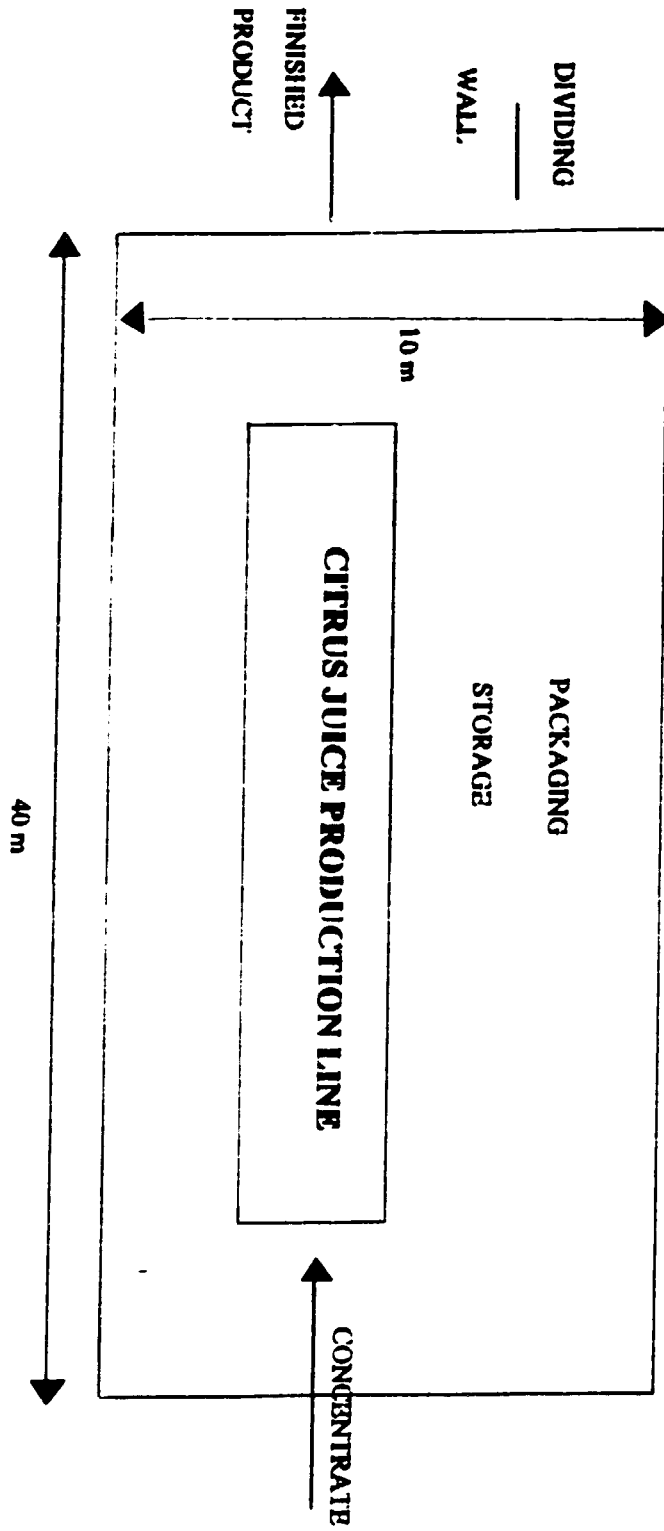 DIVIDING
WALL
PACKAGING
STORAGE
10 m
CONCENTRATE
CITRUS JUICE PRODUCTION LINE
FINISHED
PRODUCT
40 m